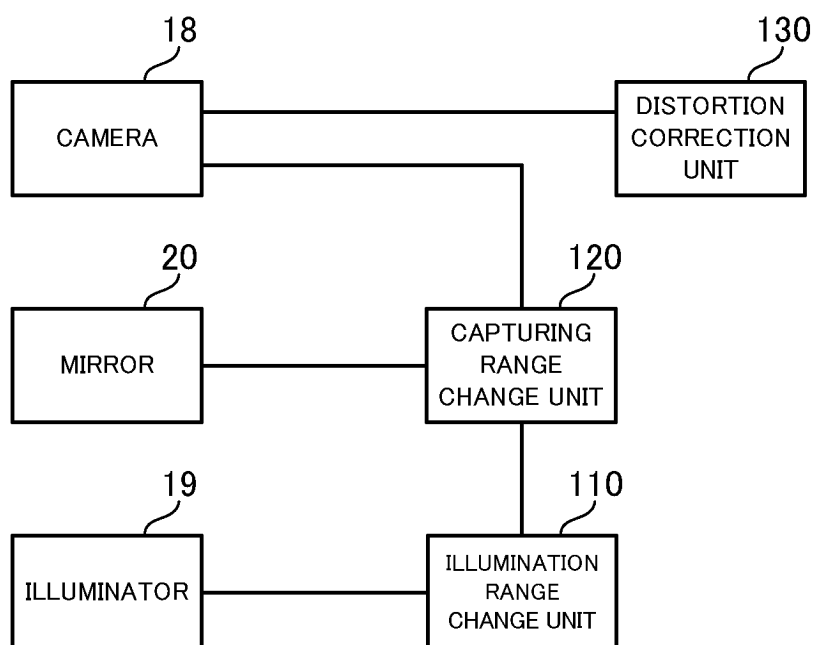 18
130
CAMERA
DISTORTION
CORRECTION
UNIT
20
120
MIRROR
CAPTURING
RANGE
CHANGE UNIT
19
110
ILLUMINATOR
ILLUMINATION
RANGE
CHANGE UNIT